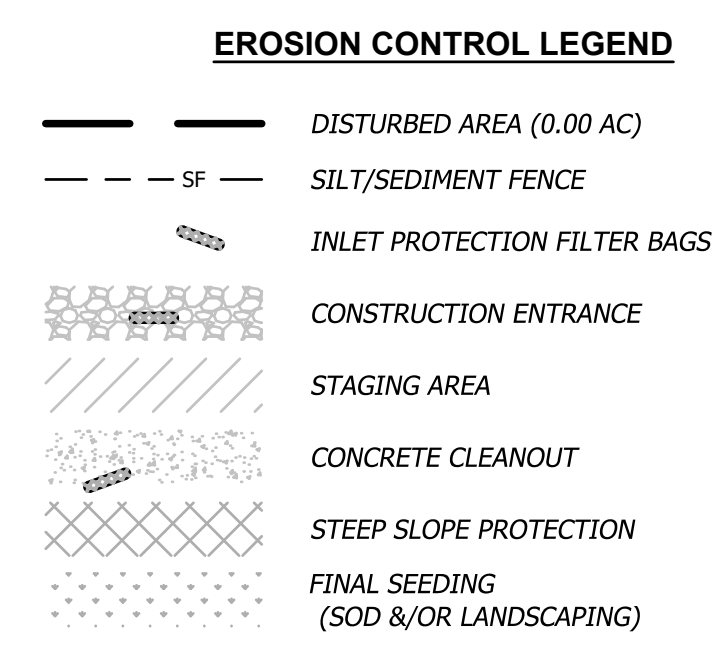 EROSION CONTROL LEGEND
DISTURBED AREA (0.00 AC)
SF SILT/SEDIMENT FENCE
INLET PROTECTION FILTER BAGS
CONSTRUCTION ENTRANCE
STAGING AREA
CONCRETE CLEANOUT
STEEP SLOPE PROTECTION
FINAL SEEDING
(SOD &/OR LANDSCAPING)